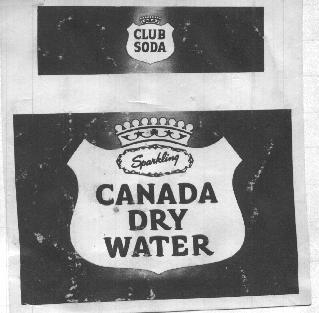 CLUB
SODA
Sparkling
CANADA
DRY
WATER